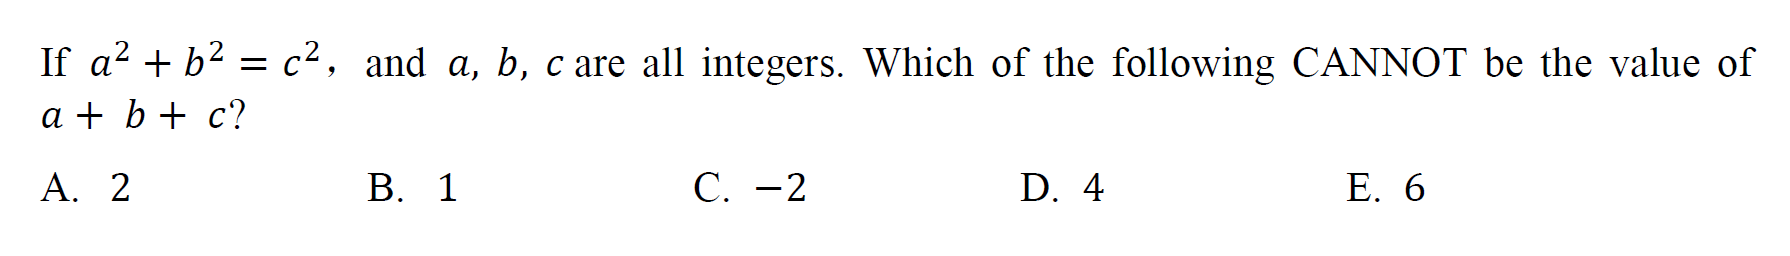 If a² + b² = c²，and a, b, c are all integers. Which of the following CANNOT be the value of
a + b + c?
A. 2 B. 1 C. −2 D. 4 E. 6